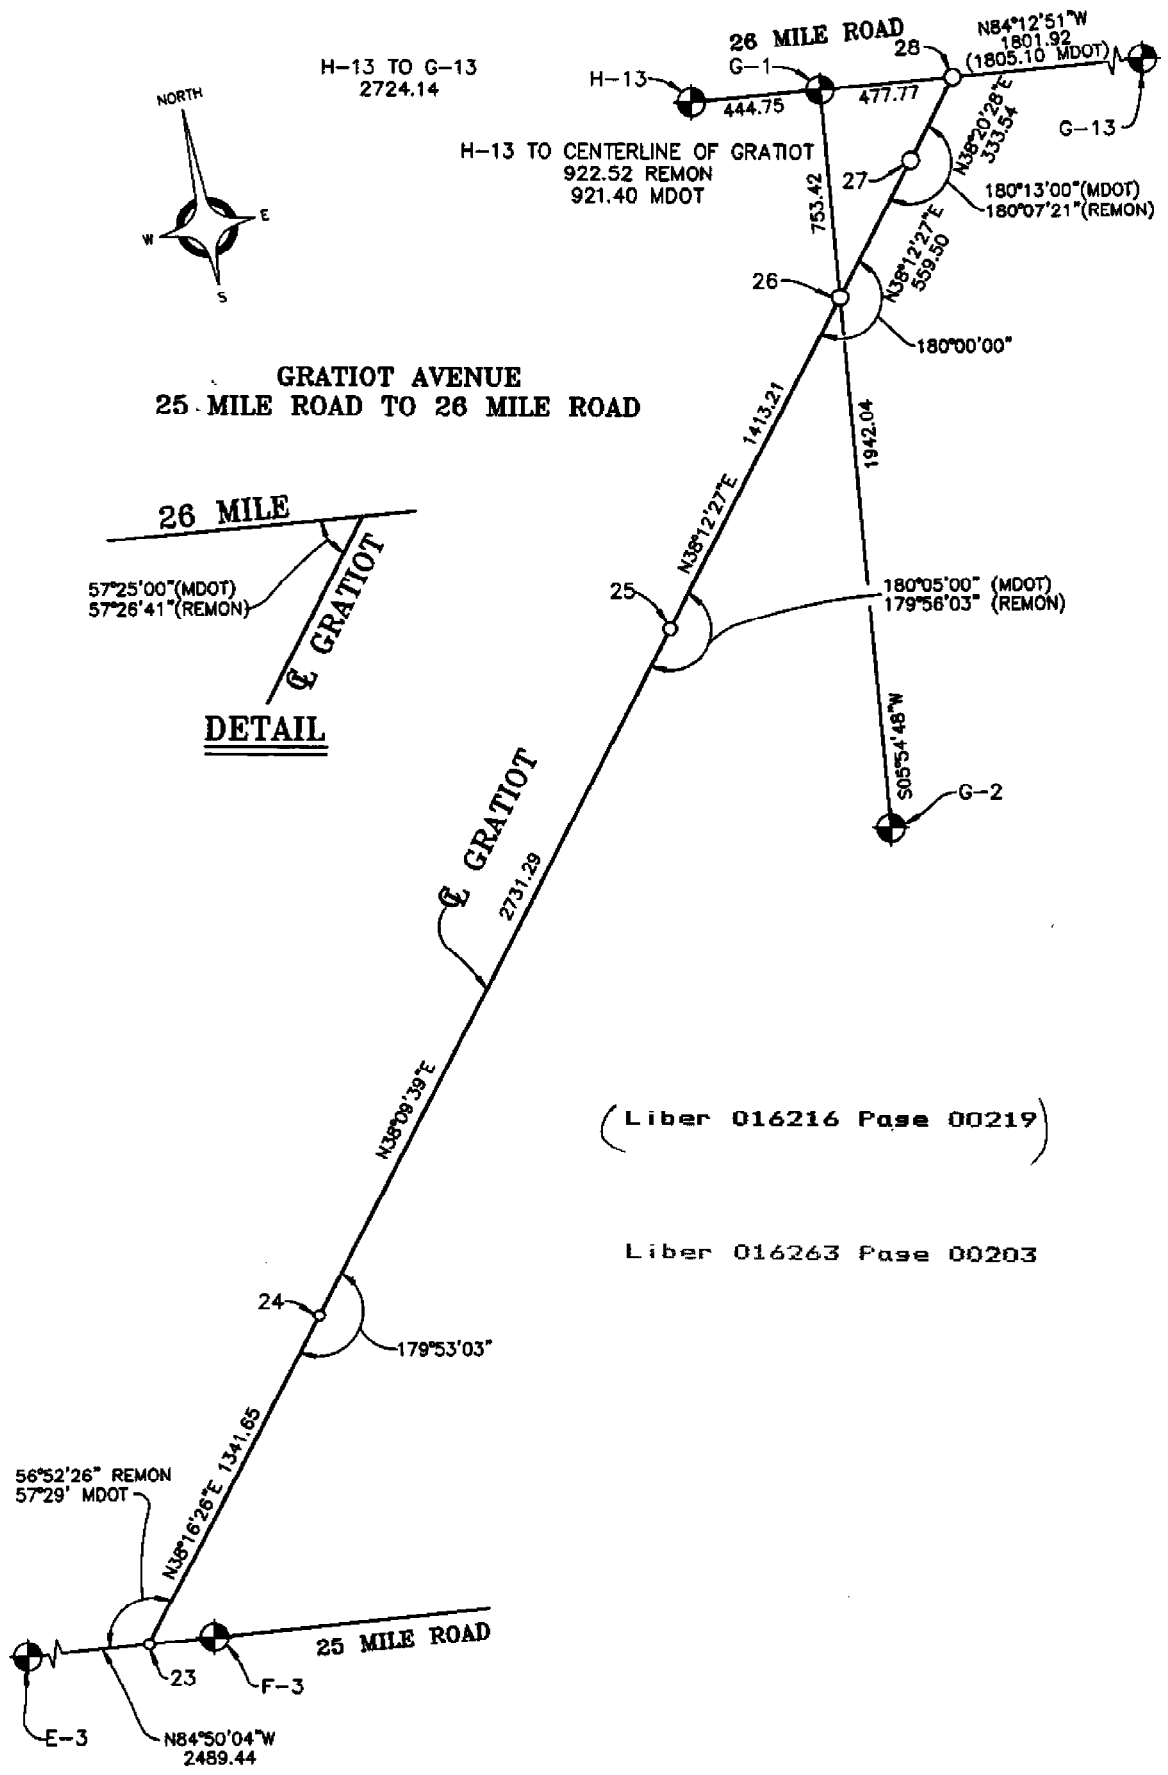 26 MILE ROAD
N84°12'51"W
1801.92
(1805.10 MDOT)
28
H-13 TO G-13
2724.14
H-13
G-1
444.75
477.77
G-13
NORTH
E
W
S
H-13 TO CENTERLINE OF GRATIOT
922.52 REMON
921.40 MDOT
753.42
27
N38°20'28"E
333.54
180°13'00"(MDOT)
180°07'21"(REMON)
26
N38°12'27"E
559.50
180°00'00"
GRATIOT AVENUE
25 MILE ROAD TO 26 MILE ROAD
1413.21
1942.04
26 MILE
N38°12'27"E
57°25'00"(MDOT)
57°26'41"(REMON)
℄ GRATIOT
25
180°05'00" (MDOT)
179°56'03" (REMON)
DETAIL
S05°54'48"W
G-2
℄ GRATIOT
2731.29
N38°09'39"E
(Liber 016216 Page 00219)
Liber 016263 Page 00203
24
179°53'03"
56°52'26" REMON
57°29' MDOT
N38°16'26"E 1341.65
25 MILE ROAD
23
F-3
E-3
N84°50'04"W
2489.44